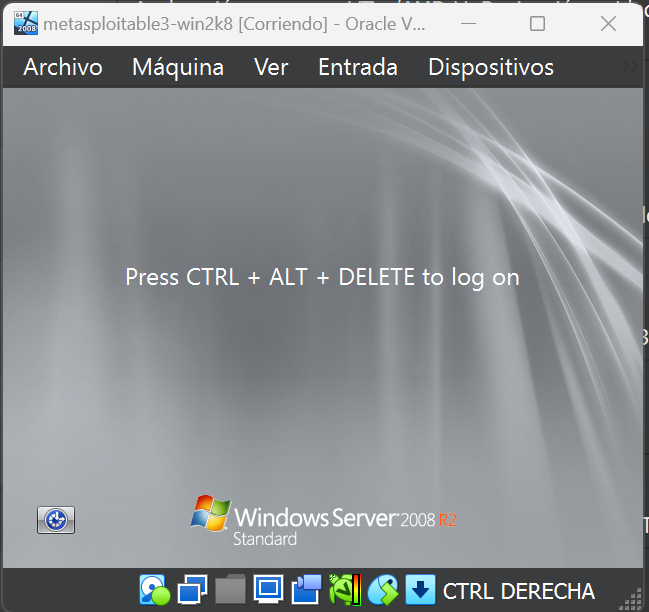 metasploitable3-win2k8 [Corriendo] - Oracle V...
Archivo Máquina Ver Entrada Dispositivos
Press CTRL + ALT + DELETE to log on
Windows Server 2008 R2
Standard
CTRL DERECHA